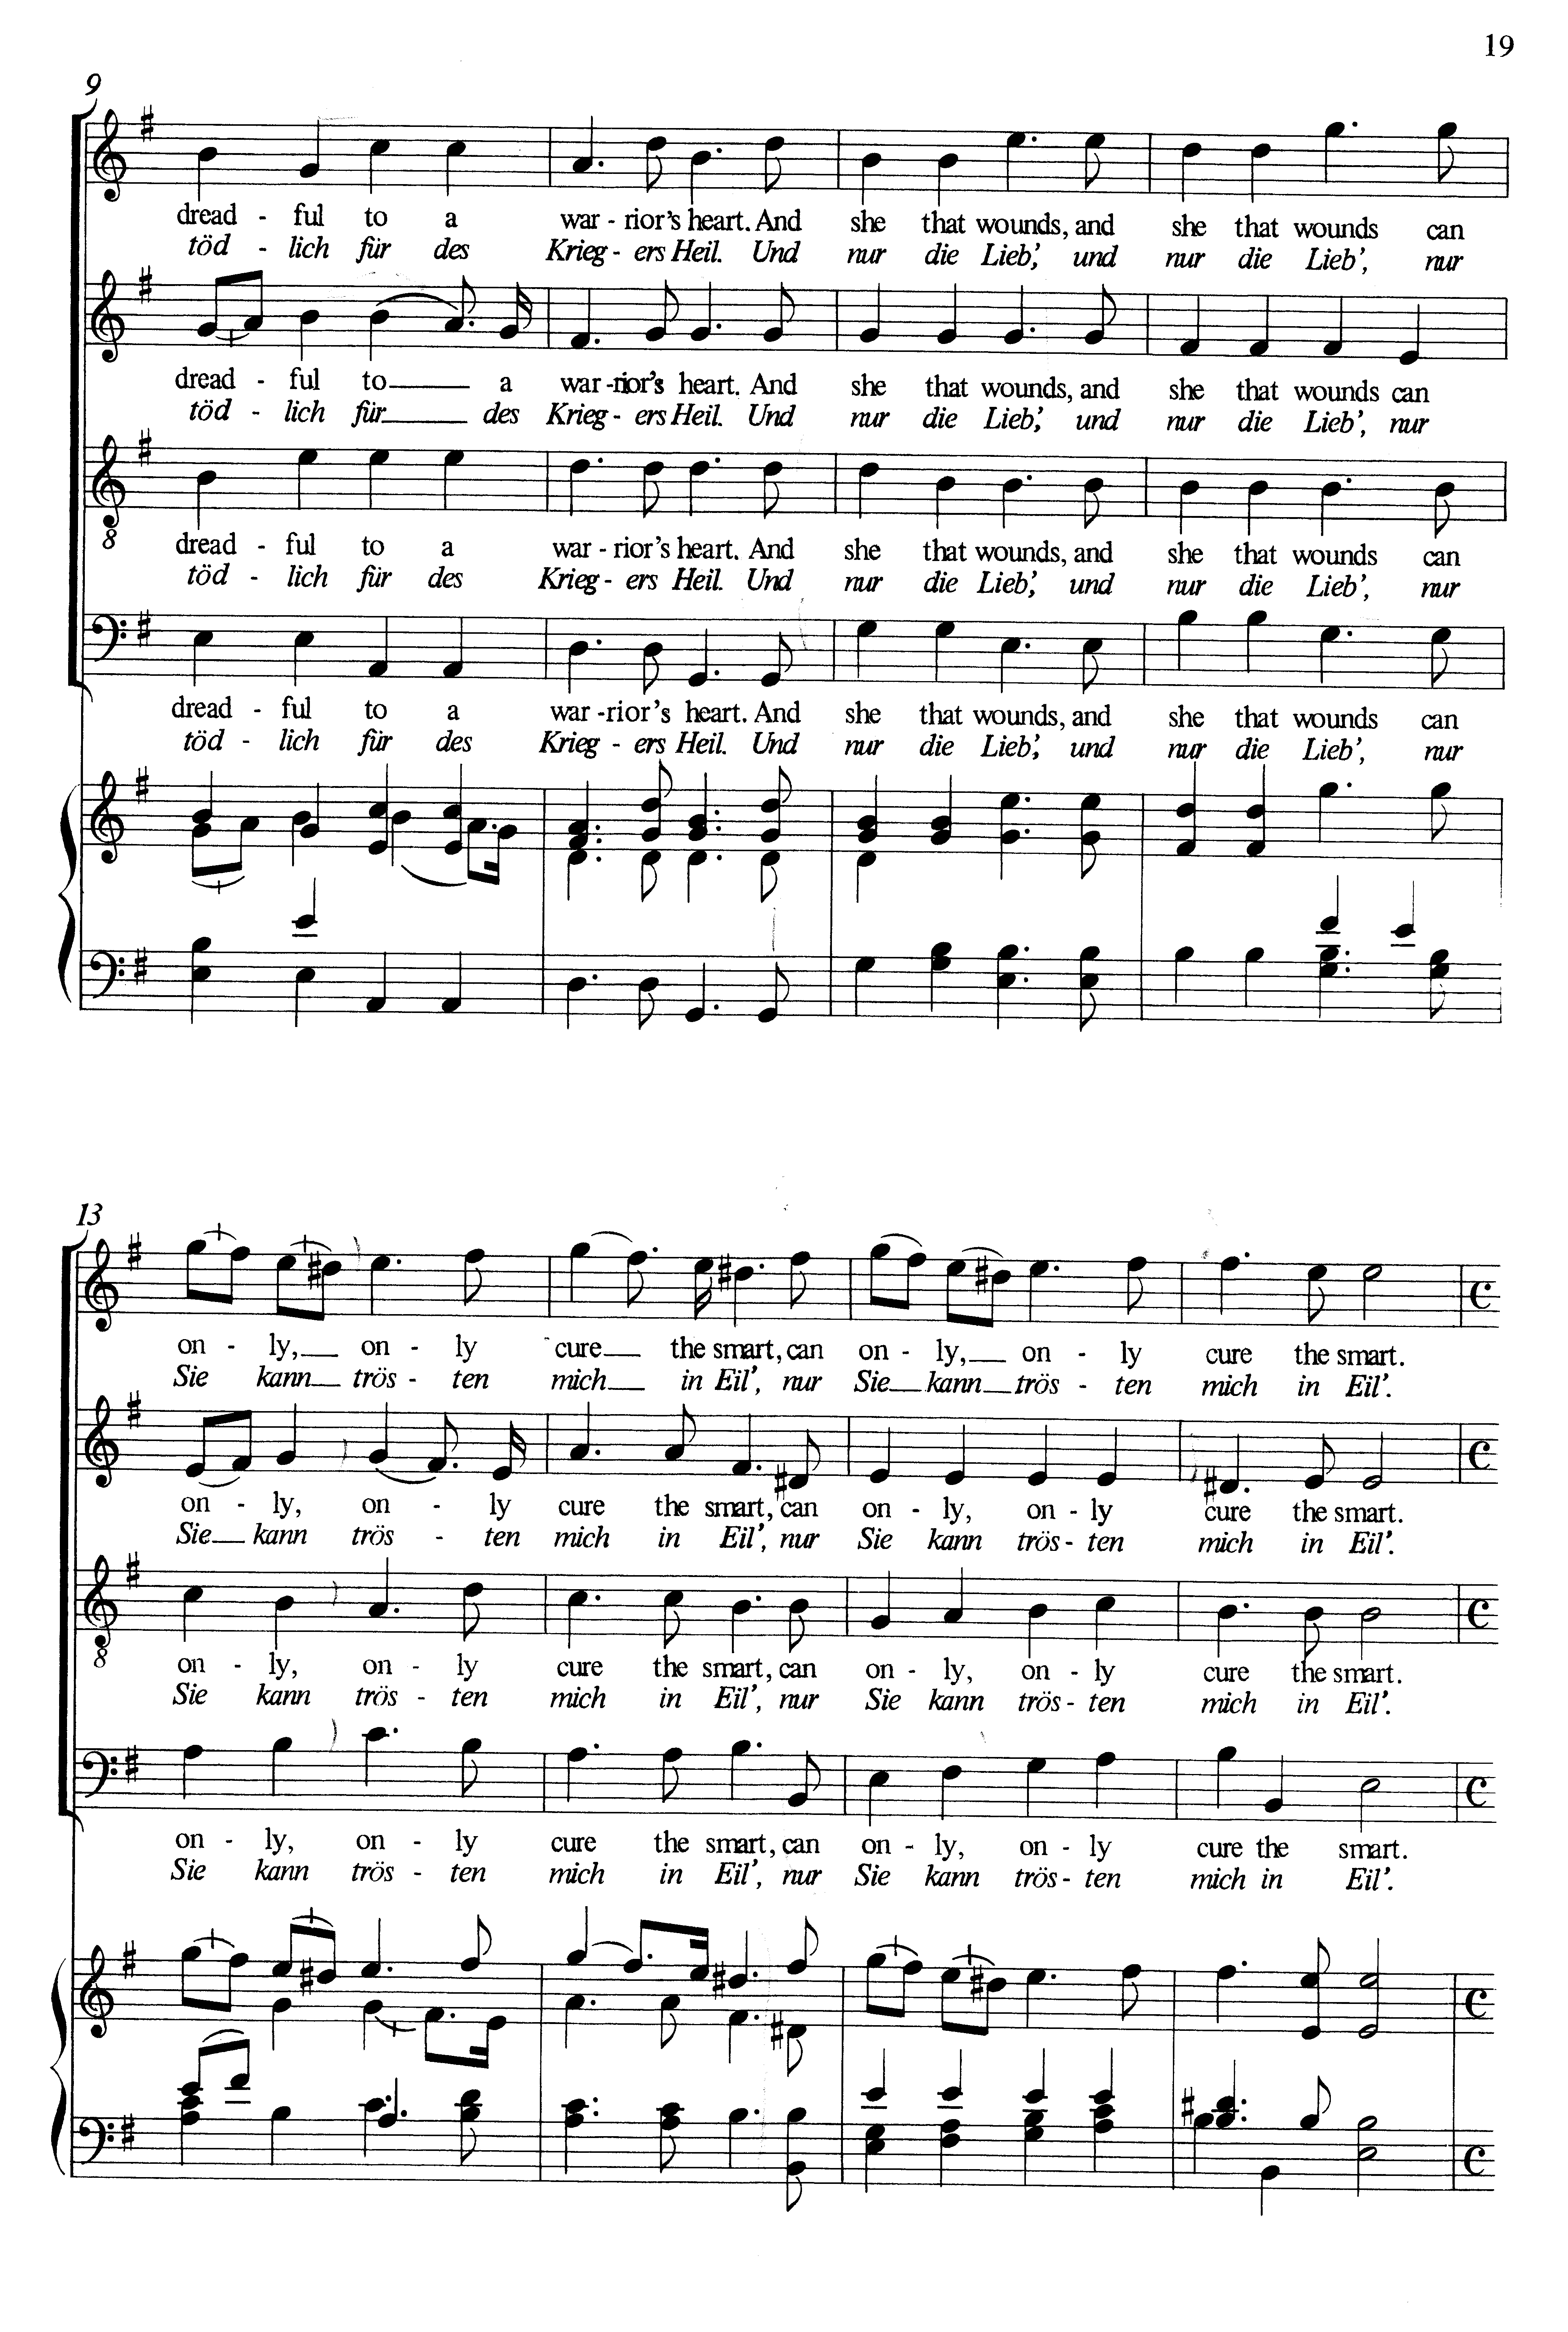 19
9
dread - ful to a war - rior's heart. And she that wounds, and she that wounds can
töd - lich für des Krieg - ers Heil. Und nur die Lieb', und nur die Lieb', nur
dread - ful to a war - rior's heart. And she that wounds, and she that wounds can
töd - lich für des Krieg - ers Heil. Und nur die Lieb', und nur die Lieb', nur
8
dread - ful to a war - rior's heart. And she that wounds, and she that wounds can
töd - lich für des Krieg - ers Heil. Und nur die Lieb', und nur die Lieb', nur
dread - ful to a war - rior's heart. And she that wounds, and she that wounds can
töd - lich für des Krieg - ers Heil. Und nur die Lieb', und nur die Lieb', nur
13
on - ly, on - ly cure the smart, can on - ly, on - ly cure the smart.
Sie kann trös - ten mich in Eil', nur Sie kann trös - ten mich in Eil'.
on - ly, on - ly cure the smart, can on - ly, on - ly cure the smart.
Sie kann trös - ten mich in Eil', nur Sie kann trös - ten mich in Eil'.
8
on - ly, on - ly cure the smart, can on - ly, on - ly cure the smart.
Sie kann trös - ten mich in Eil', nur Sie kann trös - ten mich in Eil'.
on - ly, on - ly cure the smart, can on - ly, on - ly cure the smart.
Sie kann trös - ten mich in Eil', nur Sie kann trös - ten mich in Eil'.